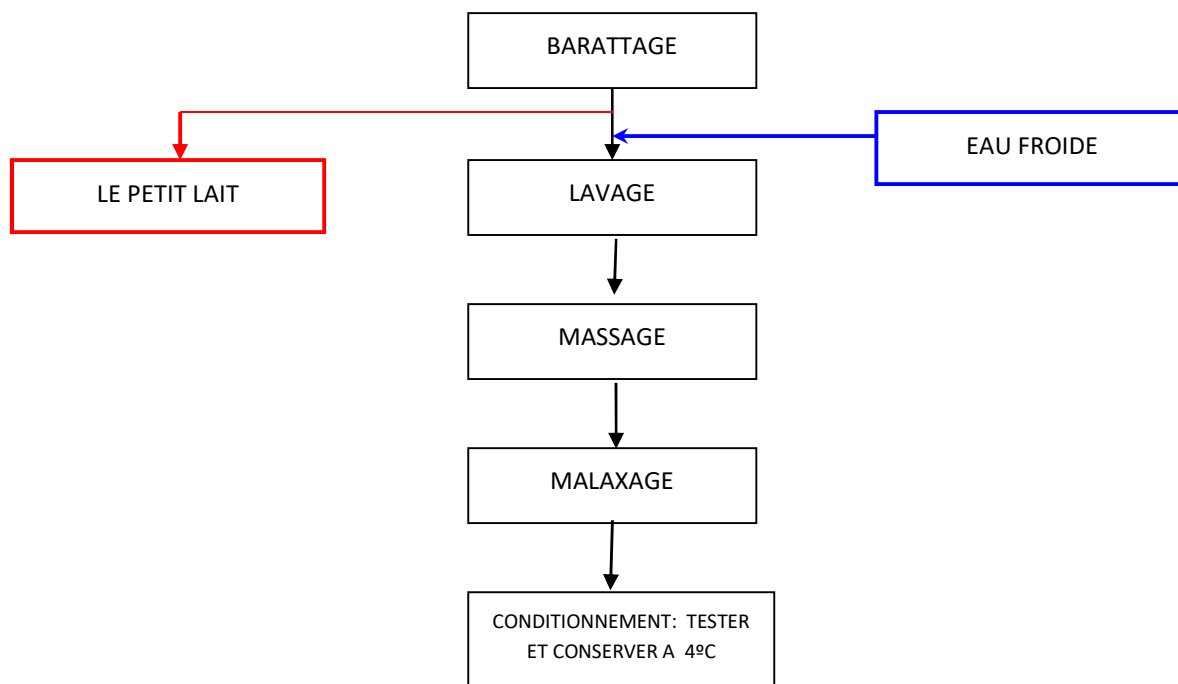 BARATTAGE
EAU FROIDE
LE PETIT LAIT
LAVAGE
MASSAGE
MALAXAGE
CONDITIONNEMENT: TESTER
ET CONSERVER A 4ºC